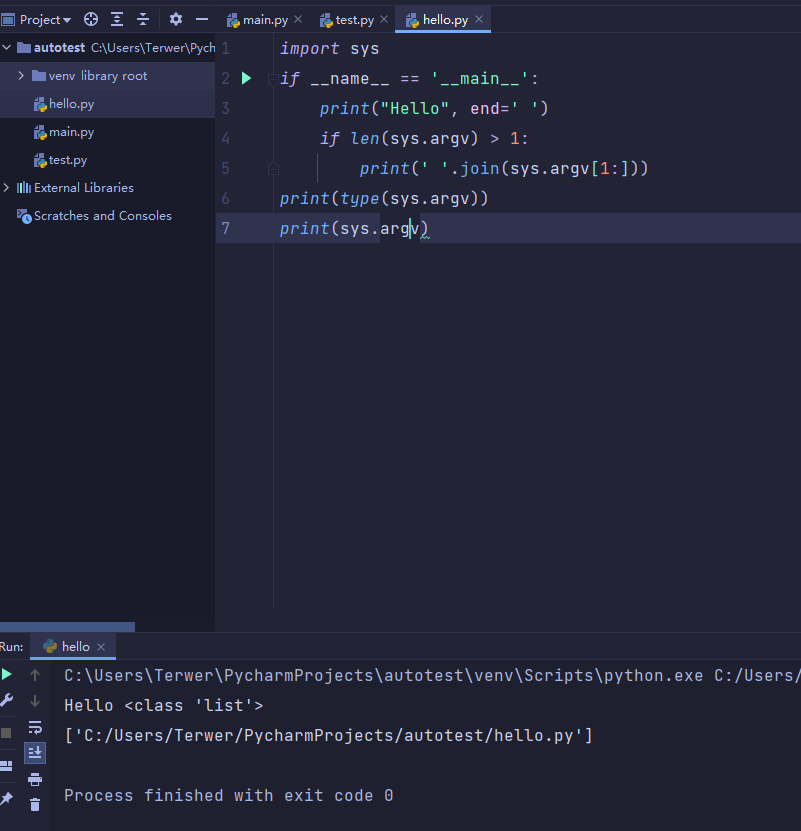 Project
main.py
test.py
hello.py
autotest C:\Users\Terwer\Pych
venv library root
hello.py
main.py
test.py
External Libraries
Scratches and Consoles
1 import sys
2 if __name__ == '__main__':
3 print("Hello", end=' ')
4 if len(sys.argv) > 1:
5 print(' '.join(sys.argv[1:]))
6 print(type(sys.argv))
7 print(sys.argv)
Run: hello
C:\Users\Terwer\PycharmProjects\autotest\venv\Scripts\python.exe C:/Users/
Hello <class 'list'>
['C:/Users/Terwer/PycharmProjects/autotest/hello.py']
Process finished with exit code 0